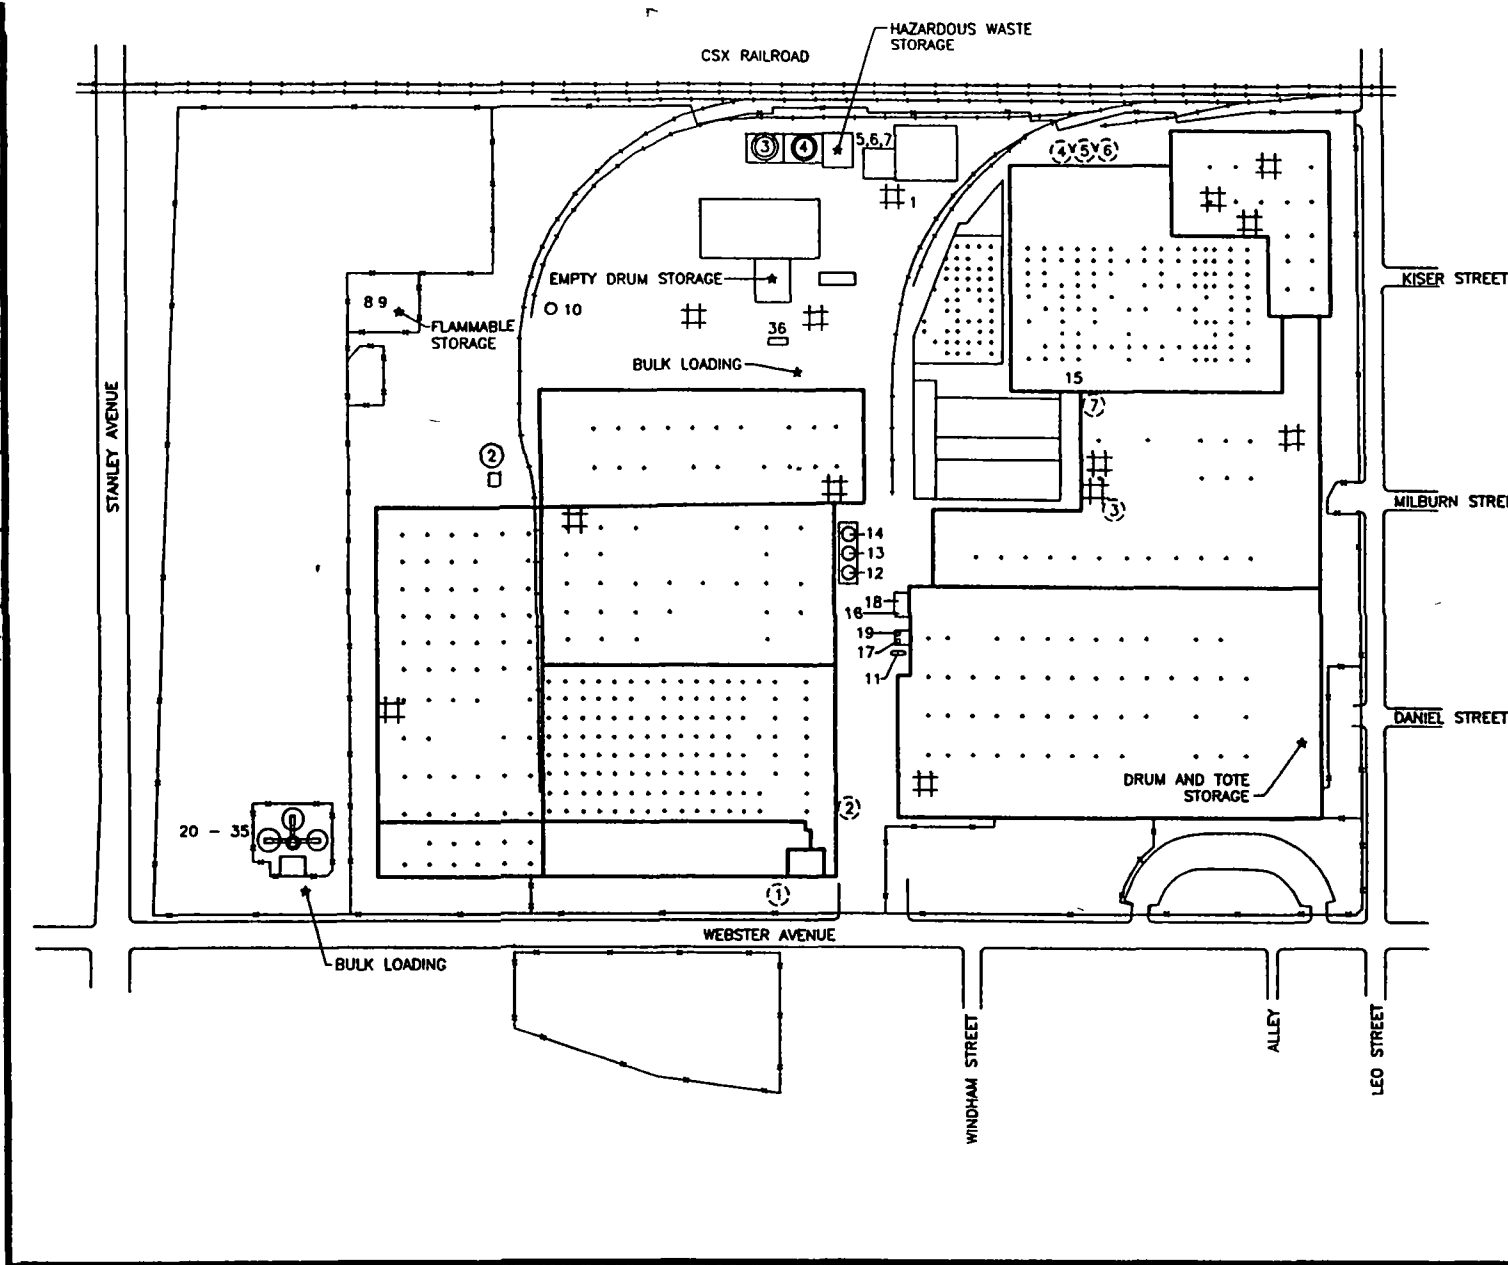 HAZARDOUS WASTE
STORAGE
CSX RAILROAD
3
4
5,6,7
4
5
6
1
EMPTY DRUM STORAGE
KISER STREET
8 9
10
FLAMMABLE
STORAGE
36
BULK LOADING
15
7
STANLEY AVENUE
2
MILBURN STRE
3
14
13
12
18
16
19
17
11
DANIEL STREET
DRUM AND TOTE
STORAGE
2
20 - 35
1
WEBSTER AVENUE
BULK LOADING
WINDHAM STREET
ALLEY
LEO STREET